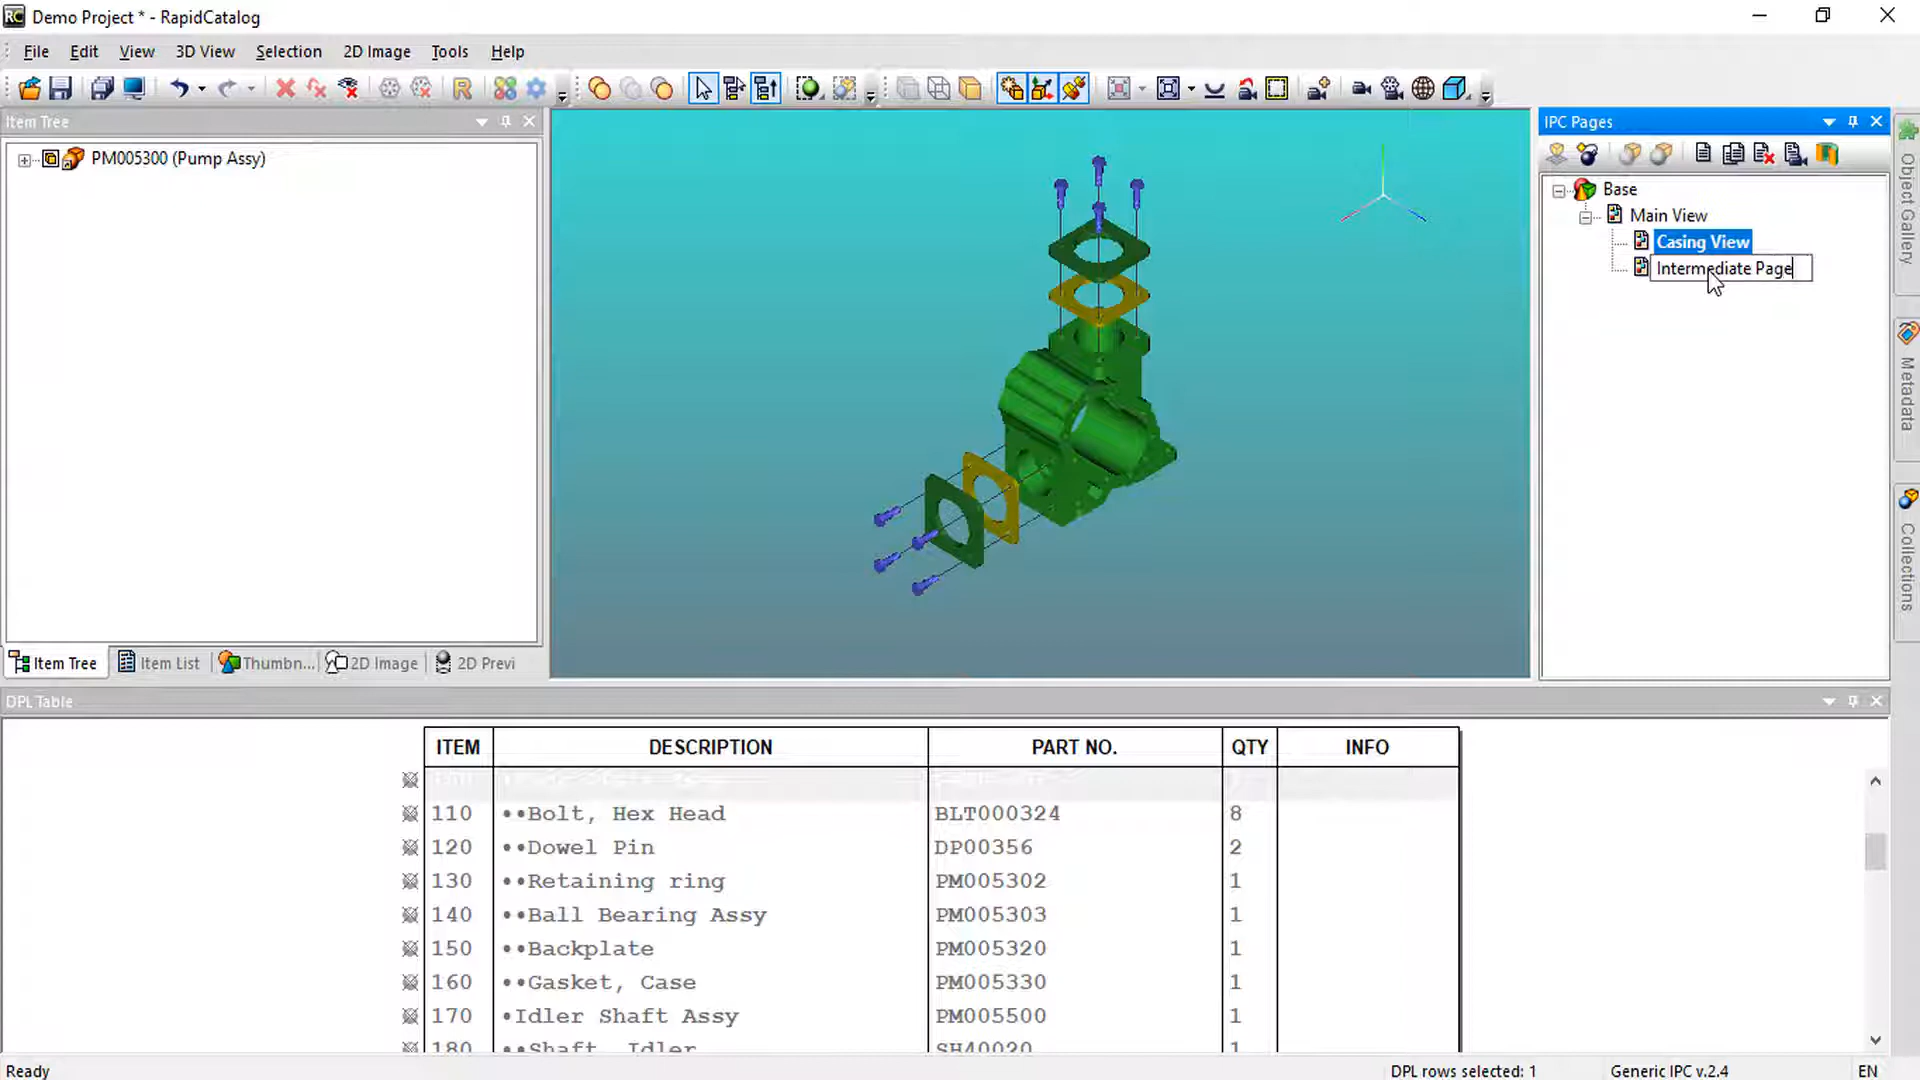 Demo Project * - RapidCatalog
File Edit View 3D View Selection 2D Image Tools Help
Item Tree
PM005300 (Pump Assy)
IPC Pages
Base
Main View
Casing View
Intermediate Page
Object Gallery
Metadata
Collections
Item Tree Item List Thumbn... 2D Image 2D Previ
DPL Table
ITEM DESCRIPTION PART NO. QTY INFO
110 ••Bolt, Hex Head BLT000324 8
120 ••Dowel Pin DP00356 2
130 ••Retaining ring PM005302 1
140 ••Ball Bearing Assy PM005303 1
150 ••Backplate PM005320 1
160 ••Gasket, Case PM005330 1
170 •Idler Shaft Assy PM005500 1
180 ••Shaft, Idler SH40020 1
Ready DPL rows selected: 1 Generic IPC v.2.4 EN